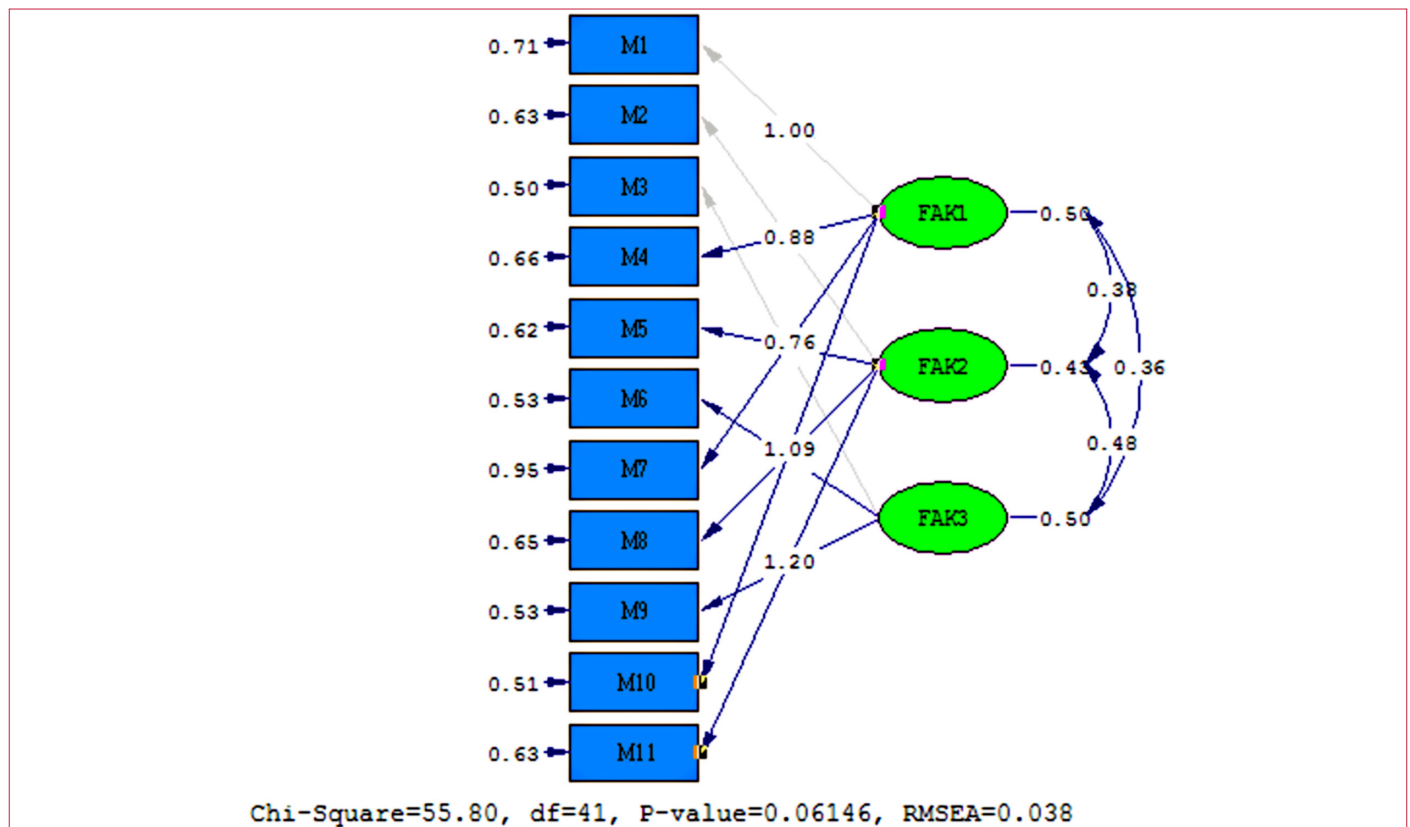 0.71 M1
0.63 M2
1.00
0.50 M3
FAK1 0.50
0.88
0.66 M4
0.38
0.62 M5
0.76
FAK2 0.43 0.36
0.53 M6
1.09
0.48
0.95 M7
FAK3 0.50
0.65 M8
1.20
0.53 M9
0.51 M10
0.63 M11
Chi-Square=55.80, df=41, P-value=0.06146, RMSEA=0.038